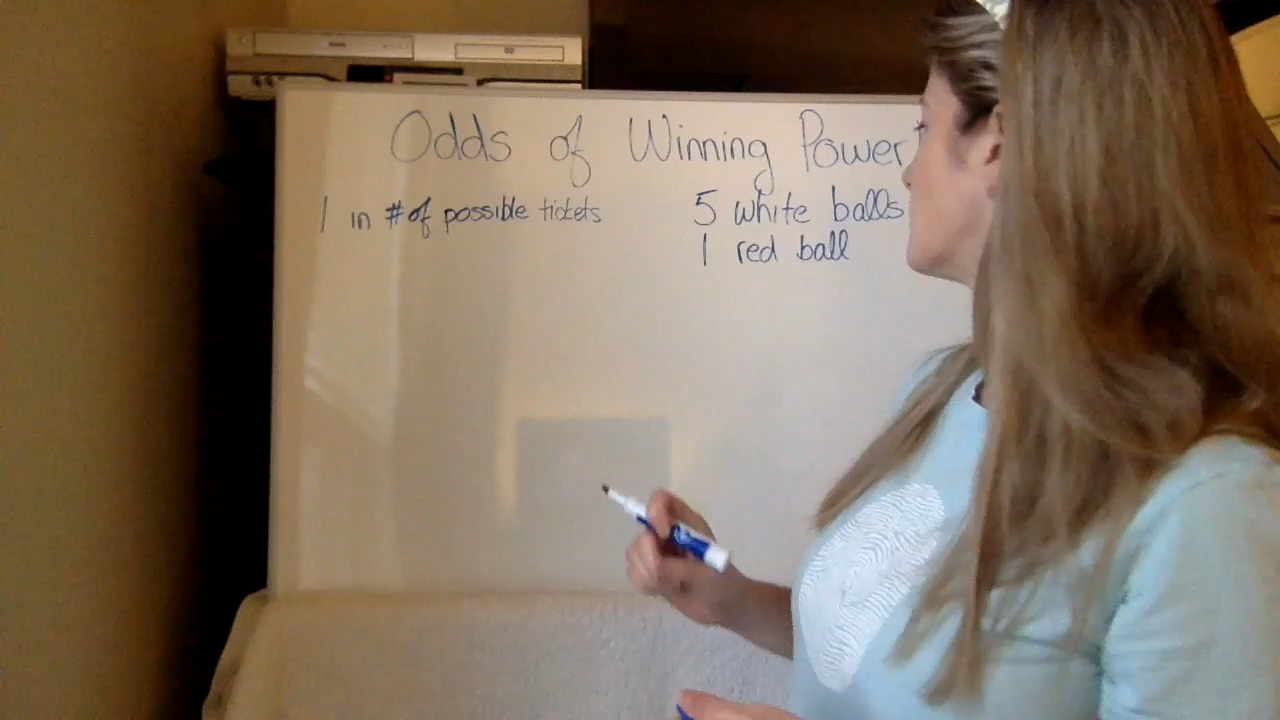 Odds of Winning Power
1 in # of possible tickets
5 white balls
1 red ball